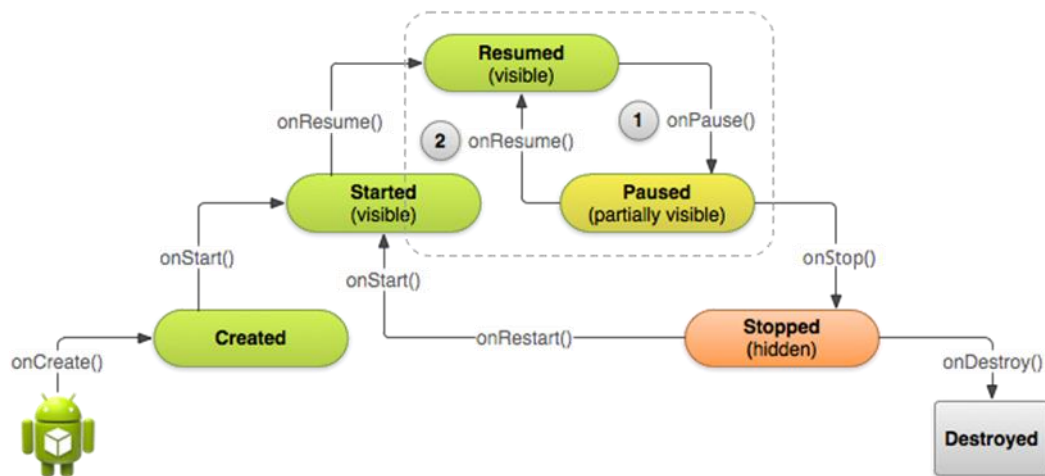 Resumed
(visible)
onResume()
2
onResume()
1
onPause()
Started
(visible)
Paused
(partially visible)
onStart()
onStart()
onStop()
Created
onRestart()
Stopped
(hidden)
onCreate()
onDestroy()
Destroyed